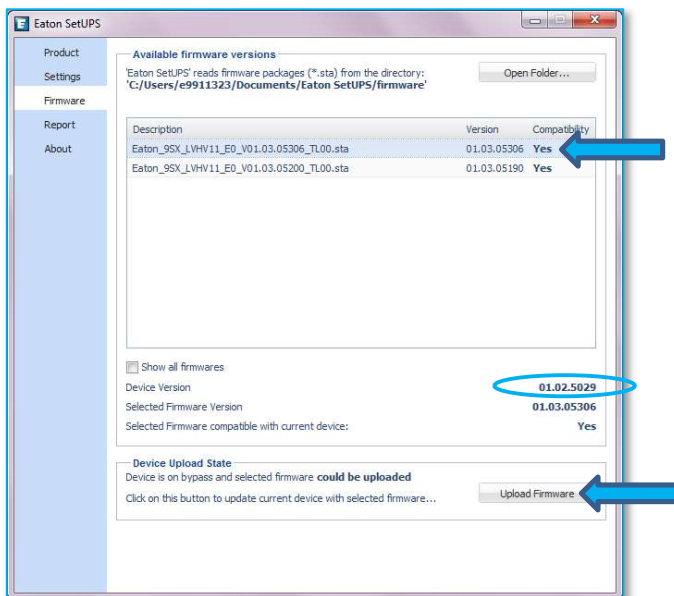 Eaton SetUPS
Product
Settings
Firmware
Report
About
Available firmware versions
'Eaton SetUPS' reads firmware packages (*.sta) from the directory:
'C:/Users/e9911323/Documents/Eaton SetUPS/firmware'
Open Folder...
Description Version Compatibility
Eaton_9SX_LVHV11_E0_V01.03.05306_TL00.sta 01.03.05306 Yes
Eaton_9SX_LVHV11_E0_V01.03.05200_TL00.sta 01.03.05190 Yes
Show all firmwares
Device Version 01.02.5029
Selected Firmware Version 01.03.05306
Selected Firmware compatible with current device: Yes
Device Upload State
Device is on bypass and selected firmware could be uploaded
Click on this button to update current device with selected firmware...
Upload Firmware